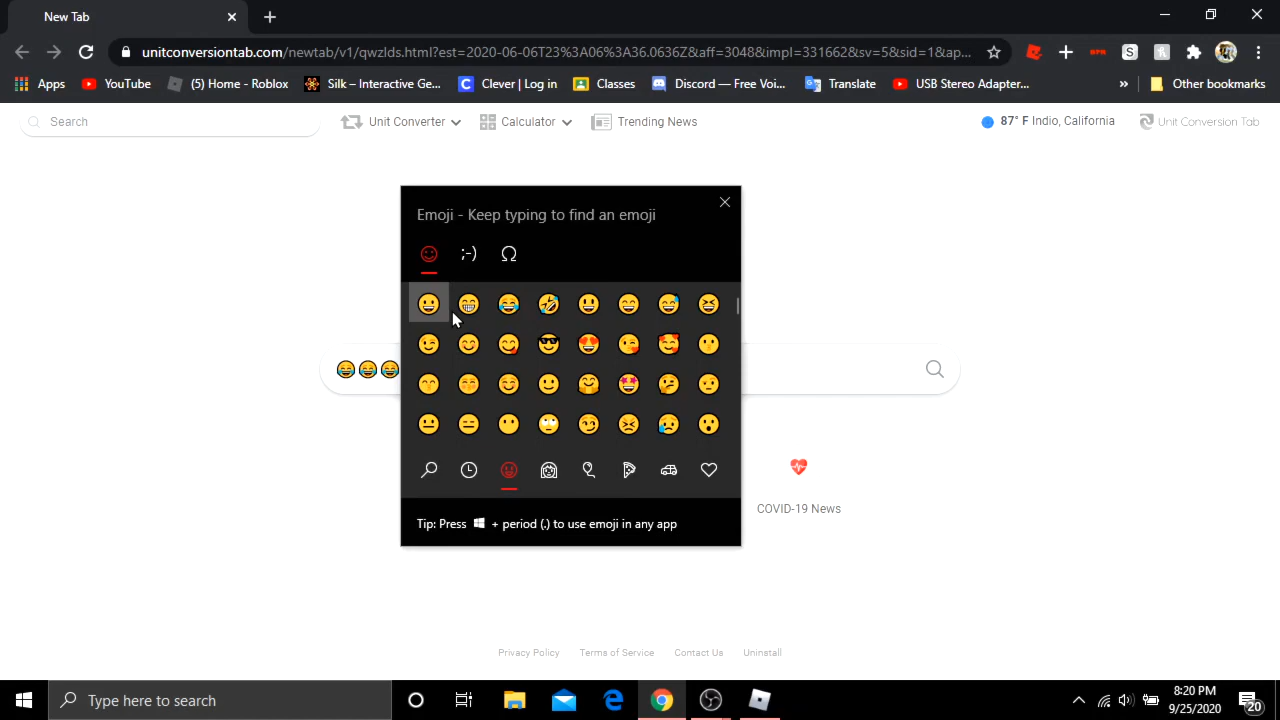 New Tab
unitconversiontab.com/newtab/v1/qwzlds.html?est=2020-06-06T23%3A06%3A36.0636Z&aff=3048&impl=331662&sv=5&sid=1&ap...
Apps YouTube (5) Home - Roblox Silk – Interactive Ge... Clever | Log in Classes Discord — Free Voi... Translate USB Stereo Adapter... » Other bookmarks
Search Unit Converter Calculator Trending News 87° F Indio, California Unit Conversion Tab
Emoji - Keep typing to find an emoji
;-) Ω
😂😂😂
COVID-19 News
Tip: Press + period (.) to use emoji in any app
Privacy Policy Terms of Service Contact Us Uninstall
Type here to search
8:20 PM
9/25/2020
20